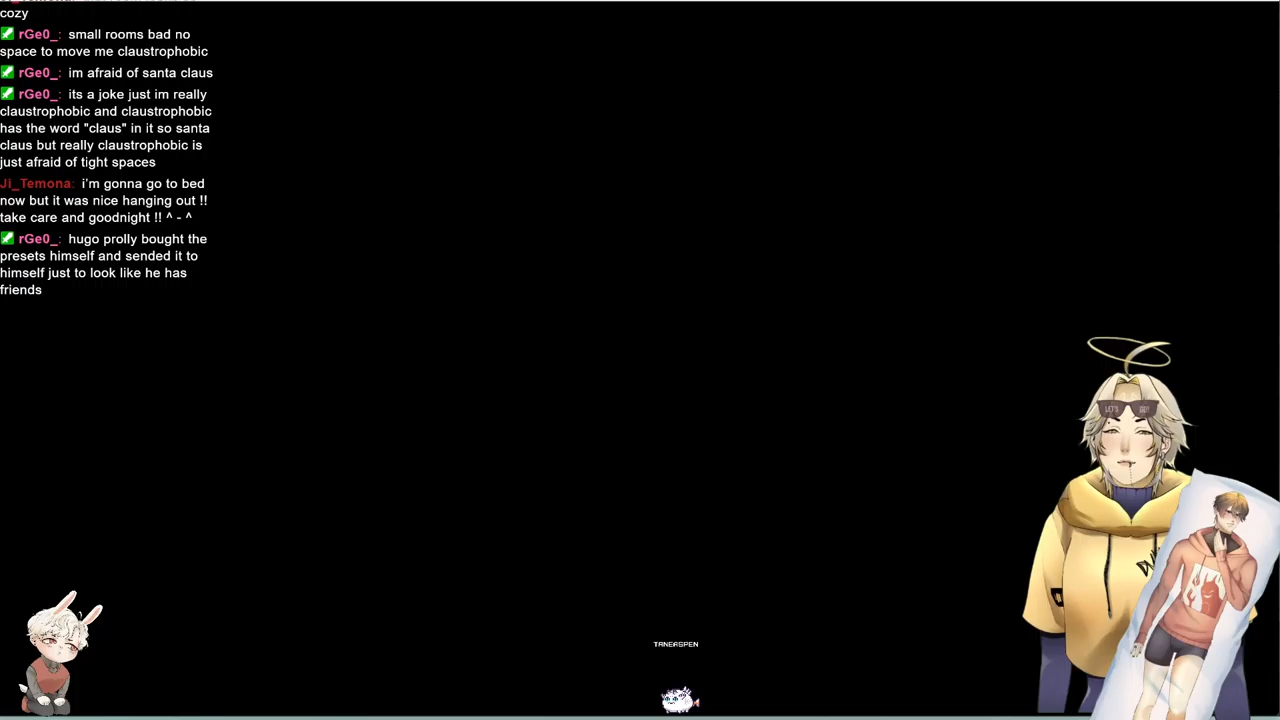 cozy
rGe0_: small rooms bad no
space to move me claustrophobic
rGe0_: im afraid of santa claus
rGe0_: its a joke just im really
claustrophobic and claustrophobic
has the word "claus" in it so santa
claus but really claustrophobic is
just afraid of tight spaces
Ji_Temona: i'm gonna go to bed
now but it was nice hanging out !!
take care and goodnight !! ^ - ^
rGe0_: hugo prolly bought the
presets himself and sended it to
himself just to look like he has
friends
LET'S GO!!
TANERSPEN